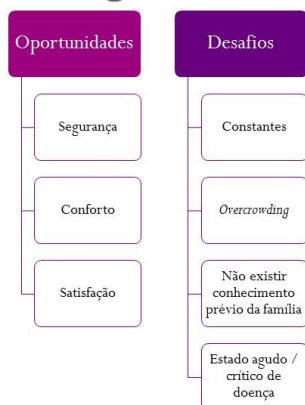 Oportunidades
Segurança
Conforto
Satisfação
Desafios
Constantes
Overcrowding
Não existir
conhecimento
prévio da família
Estado agudo /
crítico de
doença